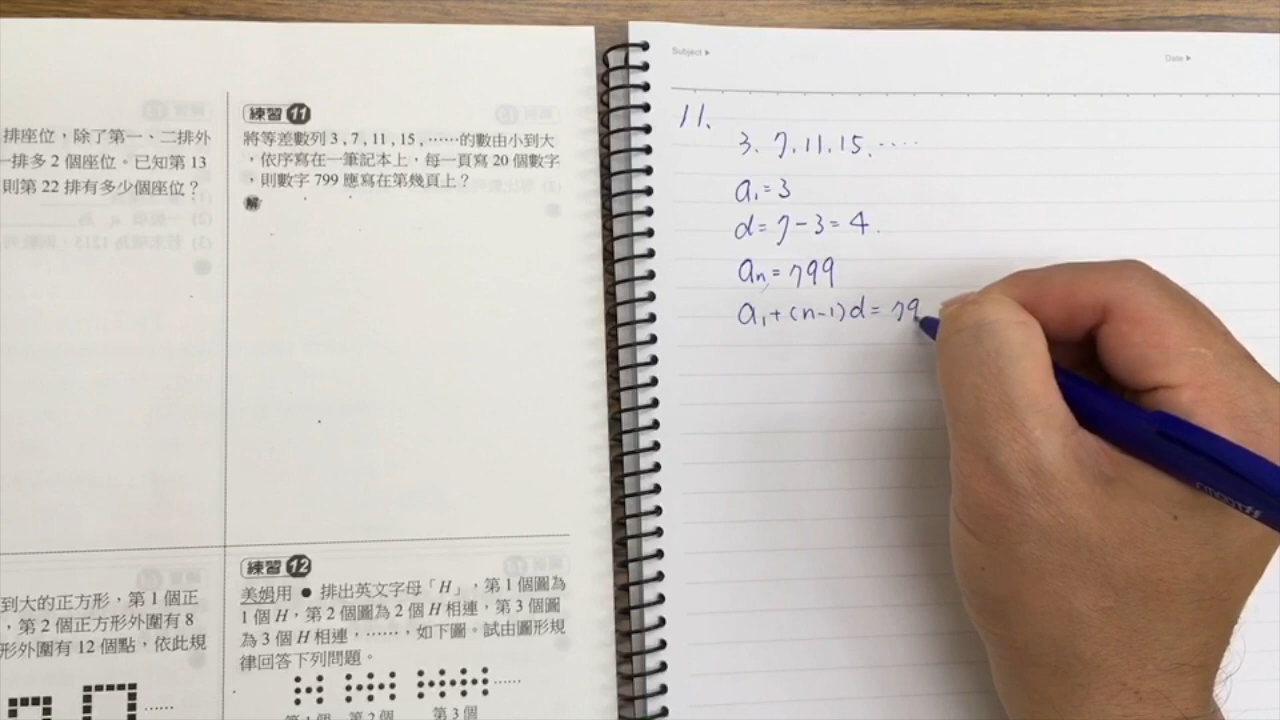 排座位，除了第一、二排外
一排多 2 個座位。已知第 13
則第 22 排有多少個座位？
練習 11
將等差數列 3 , 7 , 11 , 15 , ……的數由小到大
，依序寫在一筆記本上，每一頁寫 20 個數字
，則數字 799 應寫在第幾頁上？
解
到大的正方形，第 1 個正
，第 2 個正方形外圍有 8
形外圍有 12 個點，依此規
……
練習 12
美娟用 ● 排出英文字母「H」，第 1 個圖為
1 個 H，第 2 個圖為 2 個 H 相連，第 3 個圖
為 3 個 H 相連，……，如下圖。試由圖形規
律回答下列問題。
……
第 1 個 第 2 個 第 3 個
Subject ▶ Date ▶
11.
3、7、11、15、‥‥
a₁=3
d=7-3=4
aₙ=799
a₁+(n-1)d=79